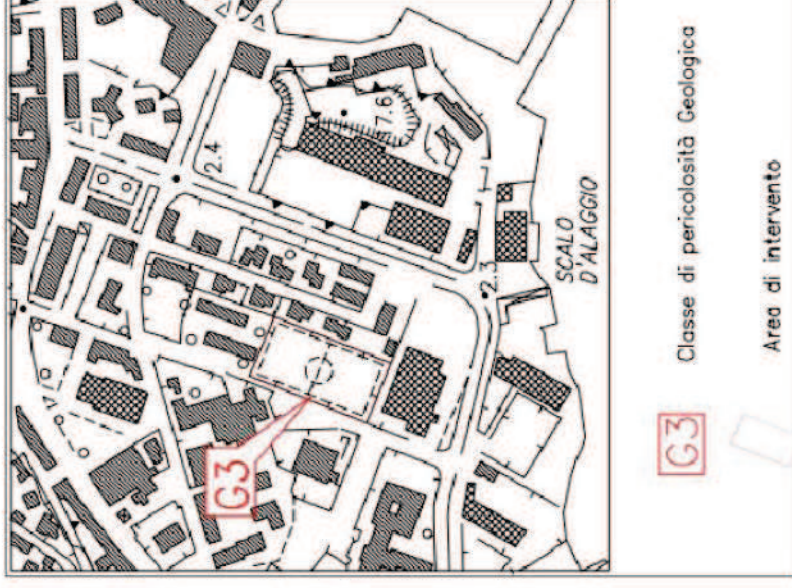 2.4
7.6
G3
2.3
SCALO
D'ALAGGIO
G3
Classe di pericolosità Geologica
Area di intervento